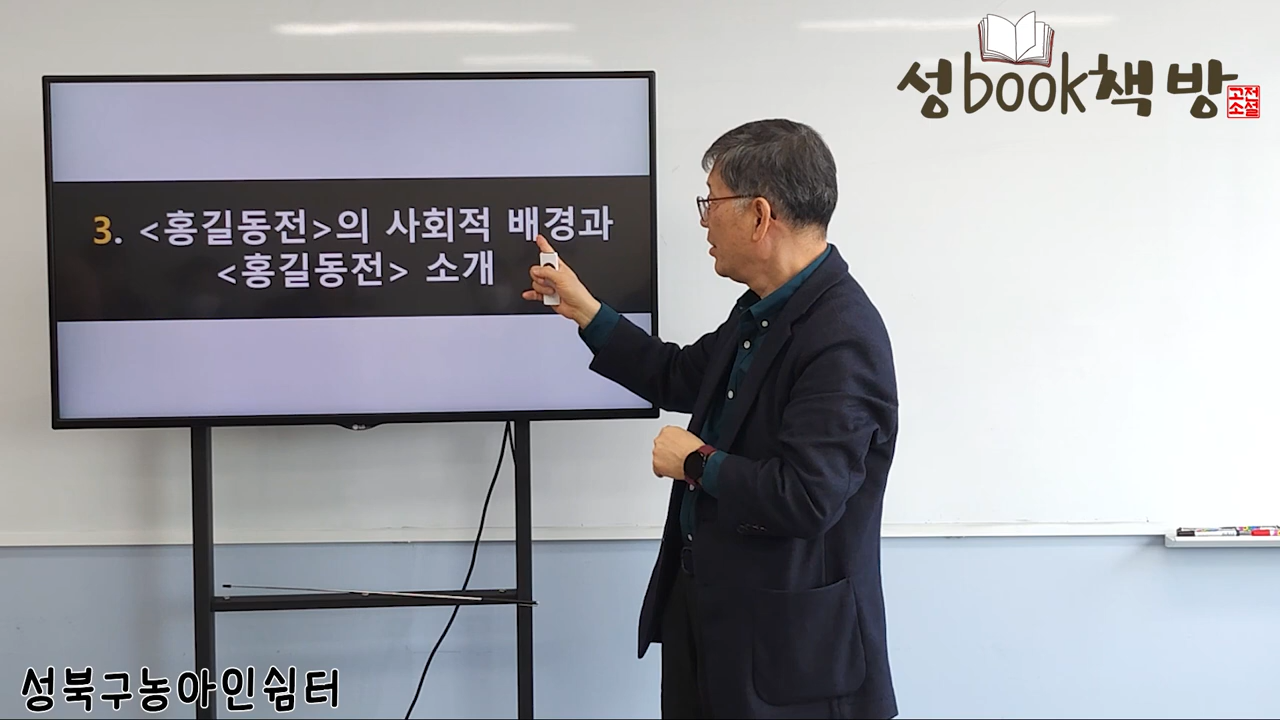 성book책방
고전
소설
3. <홍길동전>의 사회적 배경과
<홍길동전> 소개
성북구농아인쉼터